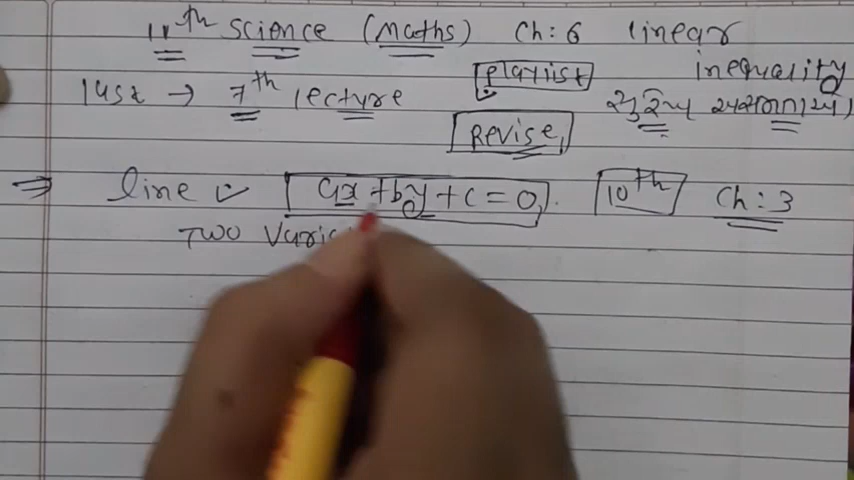 11th science (Maths) Ch: 6 linear
inequality
Last → 7th lecture playlist
Revise
⇒ line ax + by + c = 0 10th Ch: 3
Two